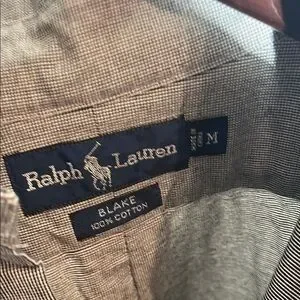 Ralph Lauren
M
BLAKE
100% COTTON